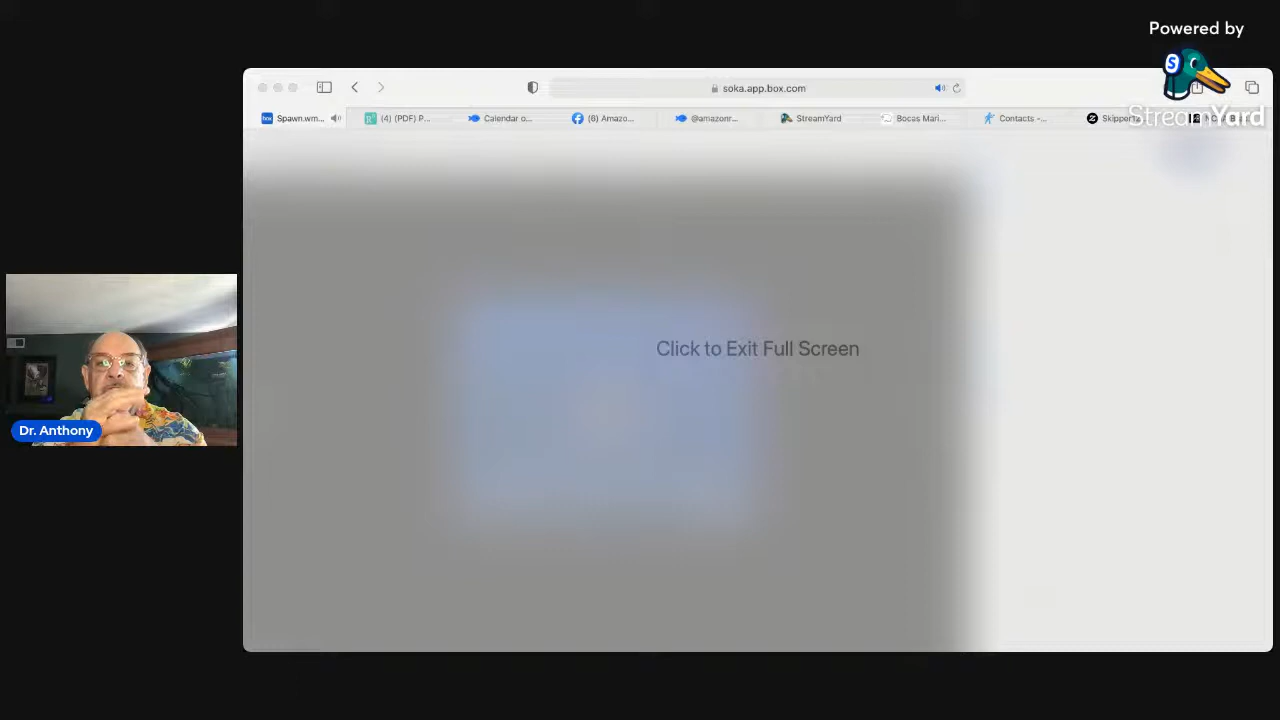 Powered by
S
StreamYard
soka.app.box.com
box Spawn.wm... (4) (PDF) P... Calendar o... (8) Amazo... @amazonr... StreamYard Bocas Mari... Contacts -...
Click to Exit Full Screen
Dr. Anthony